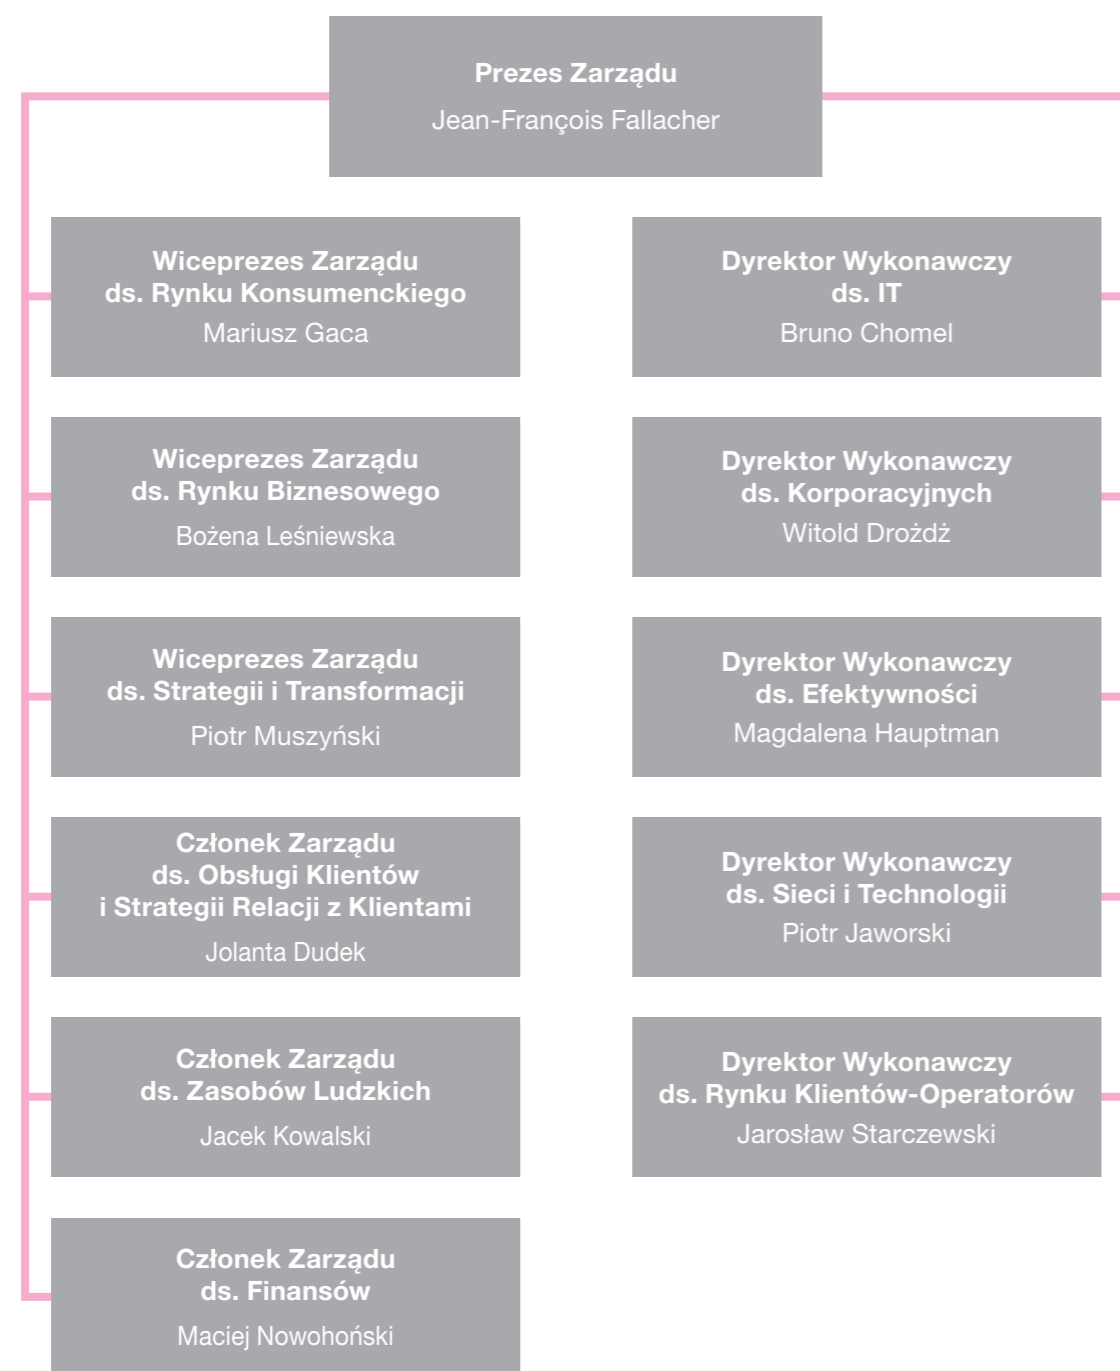 Prezes Zarządu
Jean-François Fallacher
Wiceprezes Zarządu
ds. Rynku Konsumenckiego
Mariusz Gaca
Wiceprezes Zarządu
ds. Rynku Biznesowego
Bożena Leśniewska
Wiceprezes Zarządu
ds. Strategii i Transformacji
Piotr Muszyński
Członek Zarządu
ds. Obsługi Klientów
i Strategii Relacji z Klientami
Jolanta Dudek
Członek Zarządu
ds. Zasobów Ludzkich
Jacek Kowalski
Członek Zarządu
ds. Finansów
Maciej Nowohoński
Dyrektor Wykonawczy
ds. IT
Bruno Chomel
Dyrektor Wykonawczy
ds. Korporacyjnych
Witold Drożdż
Dyrektor Wykonawczy
ds. Efektywności
Magdalena Hauptman
Dyrektor Wykonawczy
ds. Sieci i Technologii
Piotr Jaworski
Dyrektor Wykonawczy
ds. Rynku Klientów-Operatorów
Jarosław Starczewski